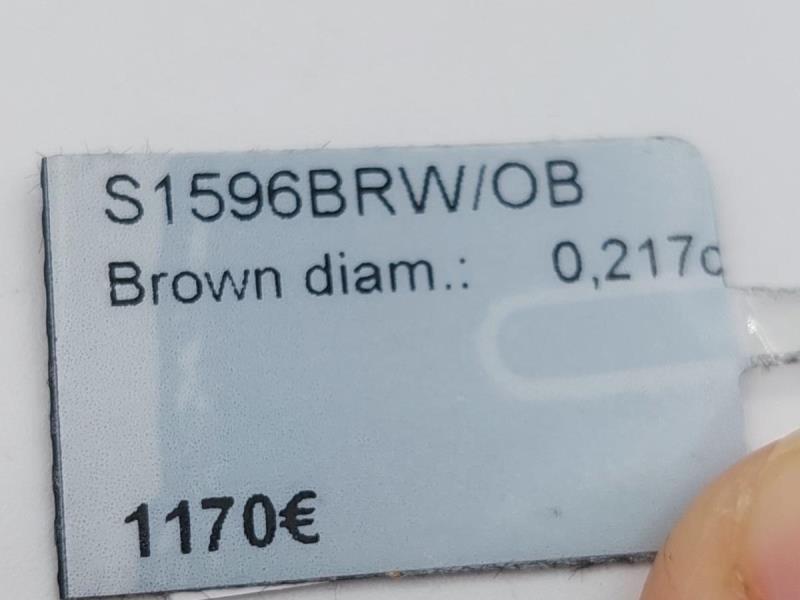 S1596BRW/OB
Brown diam.: 0,217c
1170€